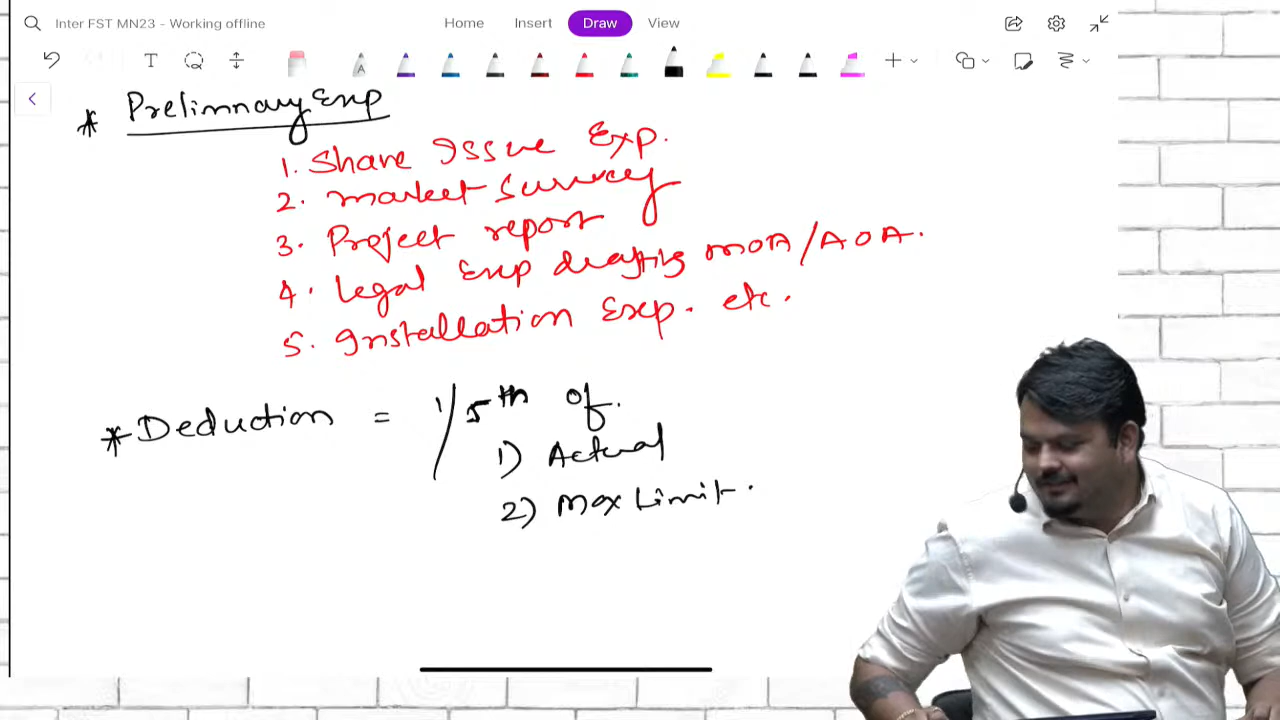 Inter FST MN23 - Working offline
Home Insert Draw View
T
A
* Prelimnary Exp
1. Share Issue Exp.
2. Market Survey
3. Project report
4. Legal Exp drafting MOA/AOA.
5. Installation Exp. etc.
* Deduction = 1/5th of.
1) Actual
2) Max Limit.